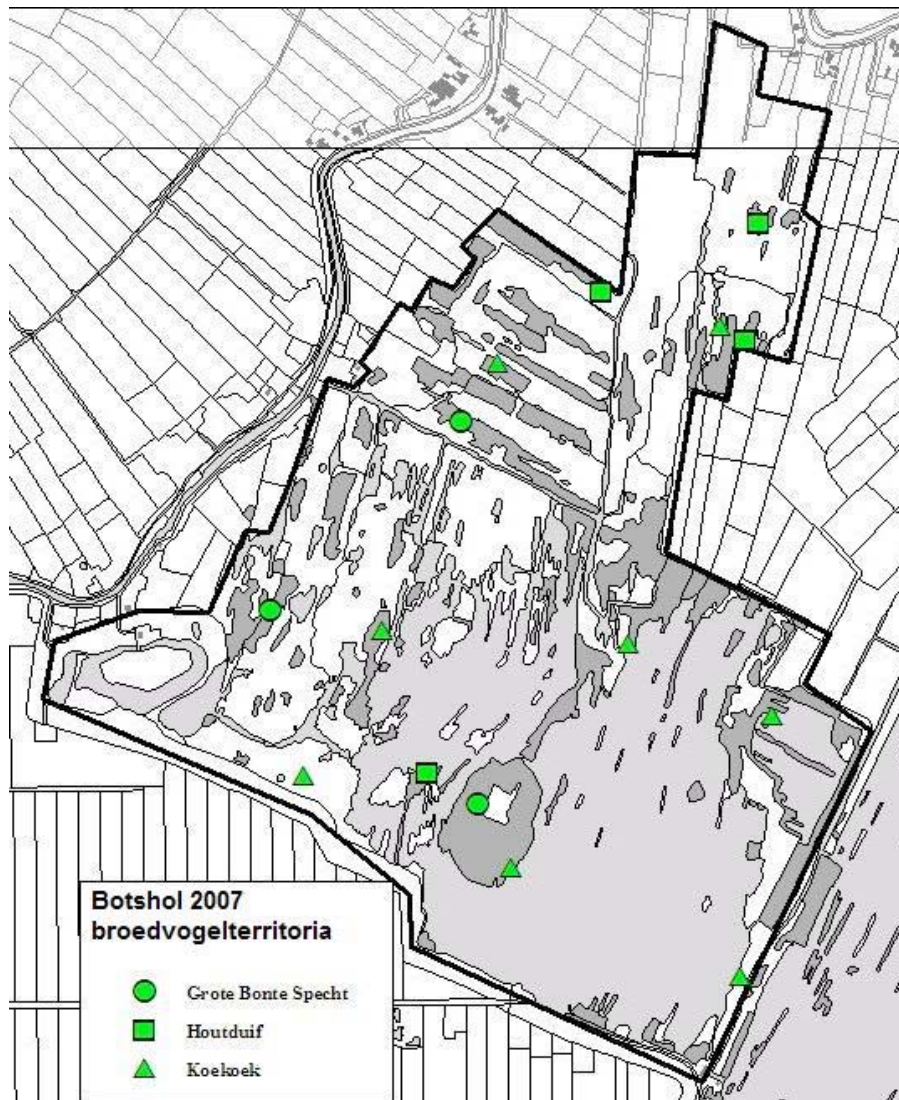 Botshol 2007
broedvogelterritoria
Grote Bonte Specht
Houtduif
Koekoek